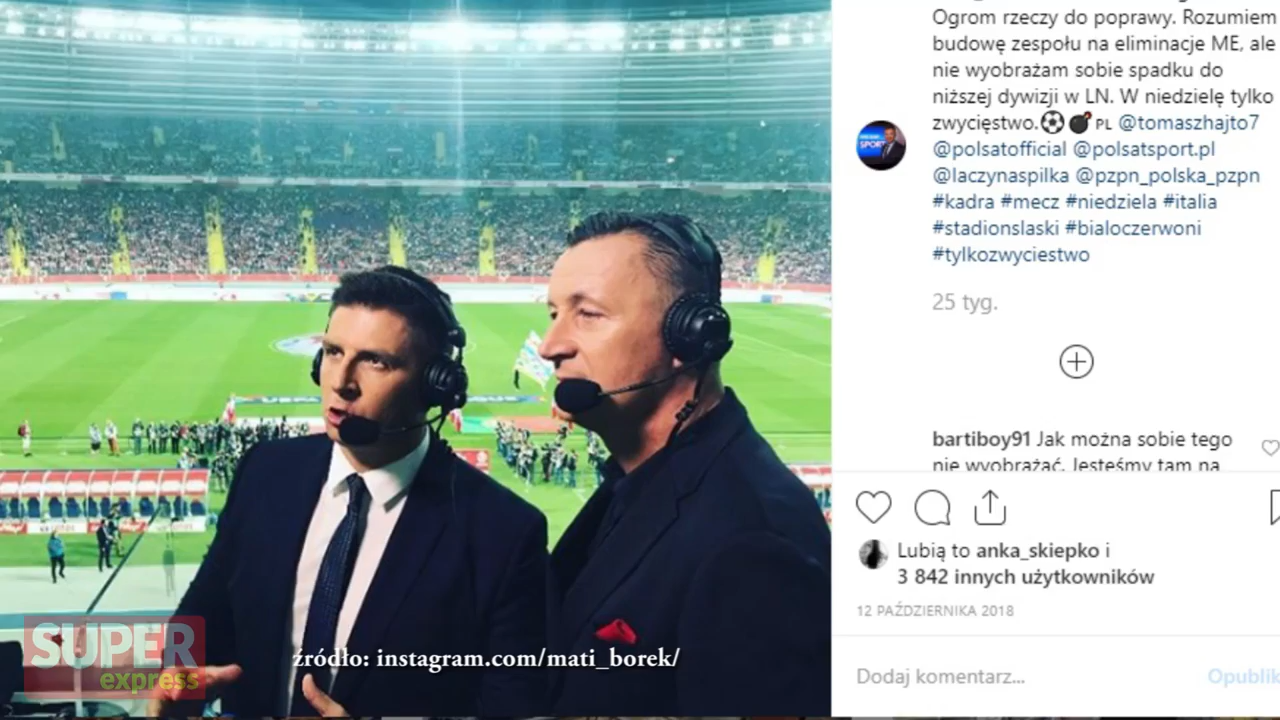 Ogrom rzeczy do poprawy. Rozumiem
budowę zespołu na eliminacje ME, ale
nie wyobrażam sobie spadku do
niższej dywizji w LN. W niedzielę tylko
zwycięstwo.⚽💣 PL @tomaszhajto7
@polsatofficial @polsatsport.pl
@laczynaspilka @pzpn_polska_pzpn
#kadra #mecz #niedziela #italia
#stadionslaski #bialoczerwoni
#tylkozwyciestwo
25 tyg.
bartiboy91 Jak można sobie tego
nie wyobrażać. Jesteśmy tam na
Lubią to anka_skiepko i
3 842 innych użytkowników
12 PAŹDZIERNIKA 2018
Dodaj komentarz...
Opublik
SPORT
SUPER
express
źródło: instagram.com/mati_borek/